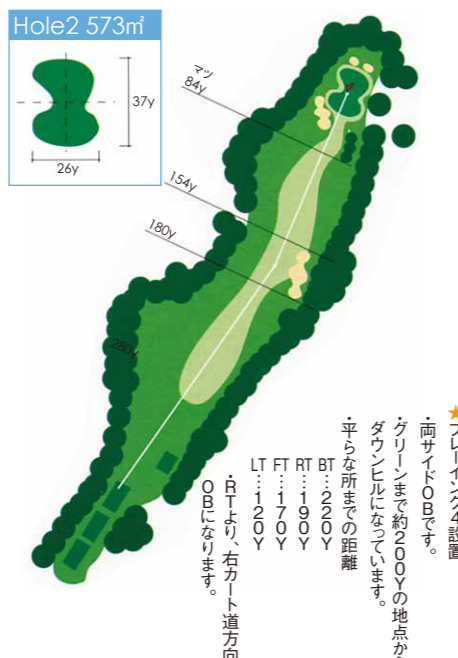 Hole2 573㎡
37y
26y
マツ
84y
154y
180y
280y
★プレーイング4設置
・両サイドOBです。
・グリーンまで約200Yの地点から
ダウンヒルになっています。
・平らな所までの距離
BT…220Y
RT…190Y
FT…170Y
LT…120Y
・RTより、右カート道方向
OBになります。